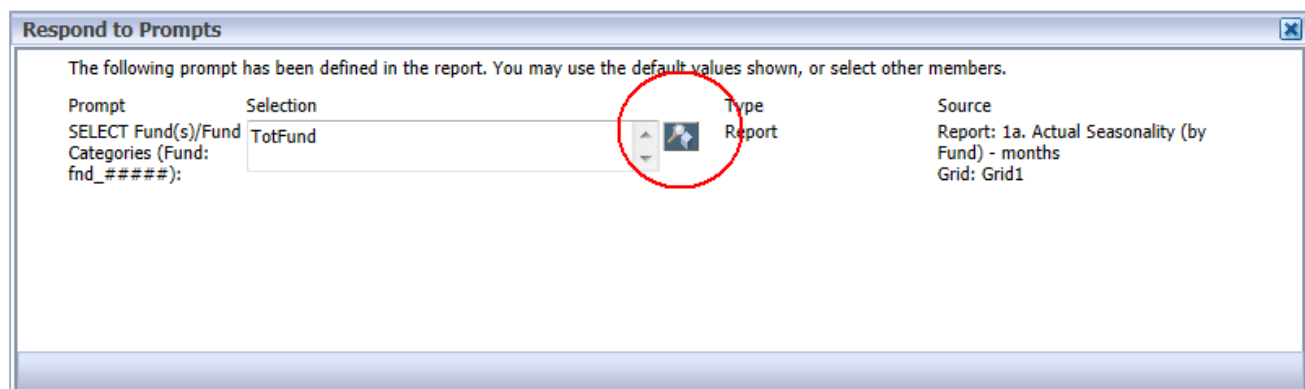 Respond to Prompts
The following prompt has been defined in the report. You may use the default values shown, or select other members.
Prompt Selection Type Source
SELECT Fund(s)/Fund TotFund Report Report: 1a. Actual Seasonality (by
Categories (Fund: Fund) - months
fnd_#####): Grid: Grid1